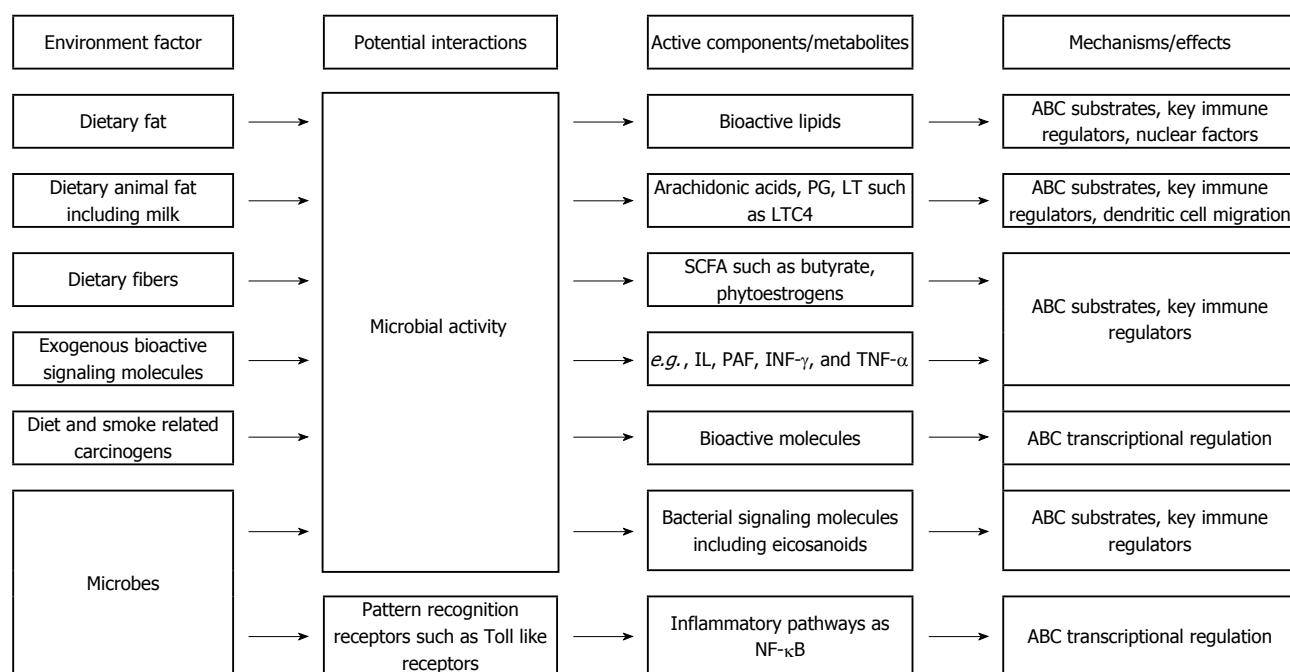 Environment factor
Potential interactions
Active components/metabolites
Mechanisms/effects
Dietary fat
Microbial activity
Bioactive lipids
ABC substrates, key immune
regulators, nuclear factors
Dietary animal fat
including milk
Arachidonic acids, PG, LT such
as LTC4
ABC substrates, key immune
regulators, dendritic cell migration
Dietary fibers
SCFA such as butyrate,
phytoestrogens
ABC substrates, key immune
regulators
Exogenous bioactive
signaling molecules
e.g., IL, PAF, INF-γ, and TNF-α
Diet and smoke related
carcinogens
Bioactive molecules
ABC transcriptional regulation
Microbes
Bacterial signaling molecules
including eicosanoids
ABC substrates, key immune
regulators
Pattern recognition
receptors such as Toll like
receptors
Inflammatory pathways as
NF-κB
ABC transcriptional regulation